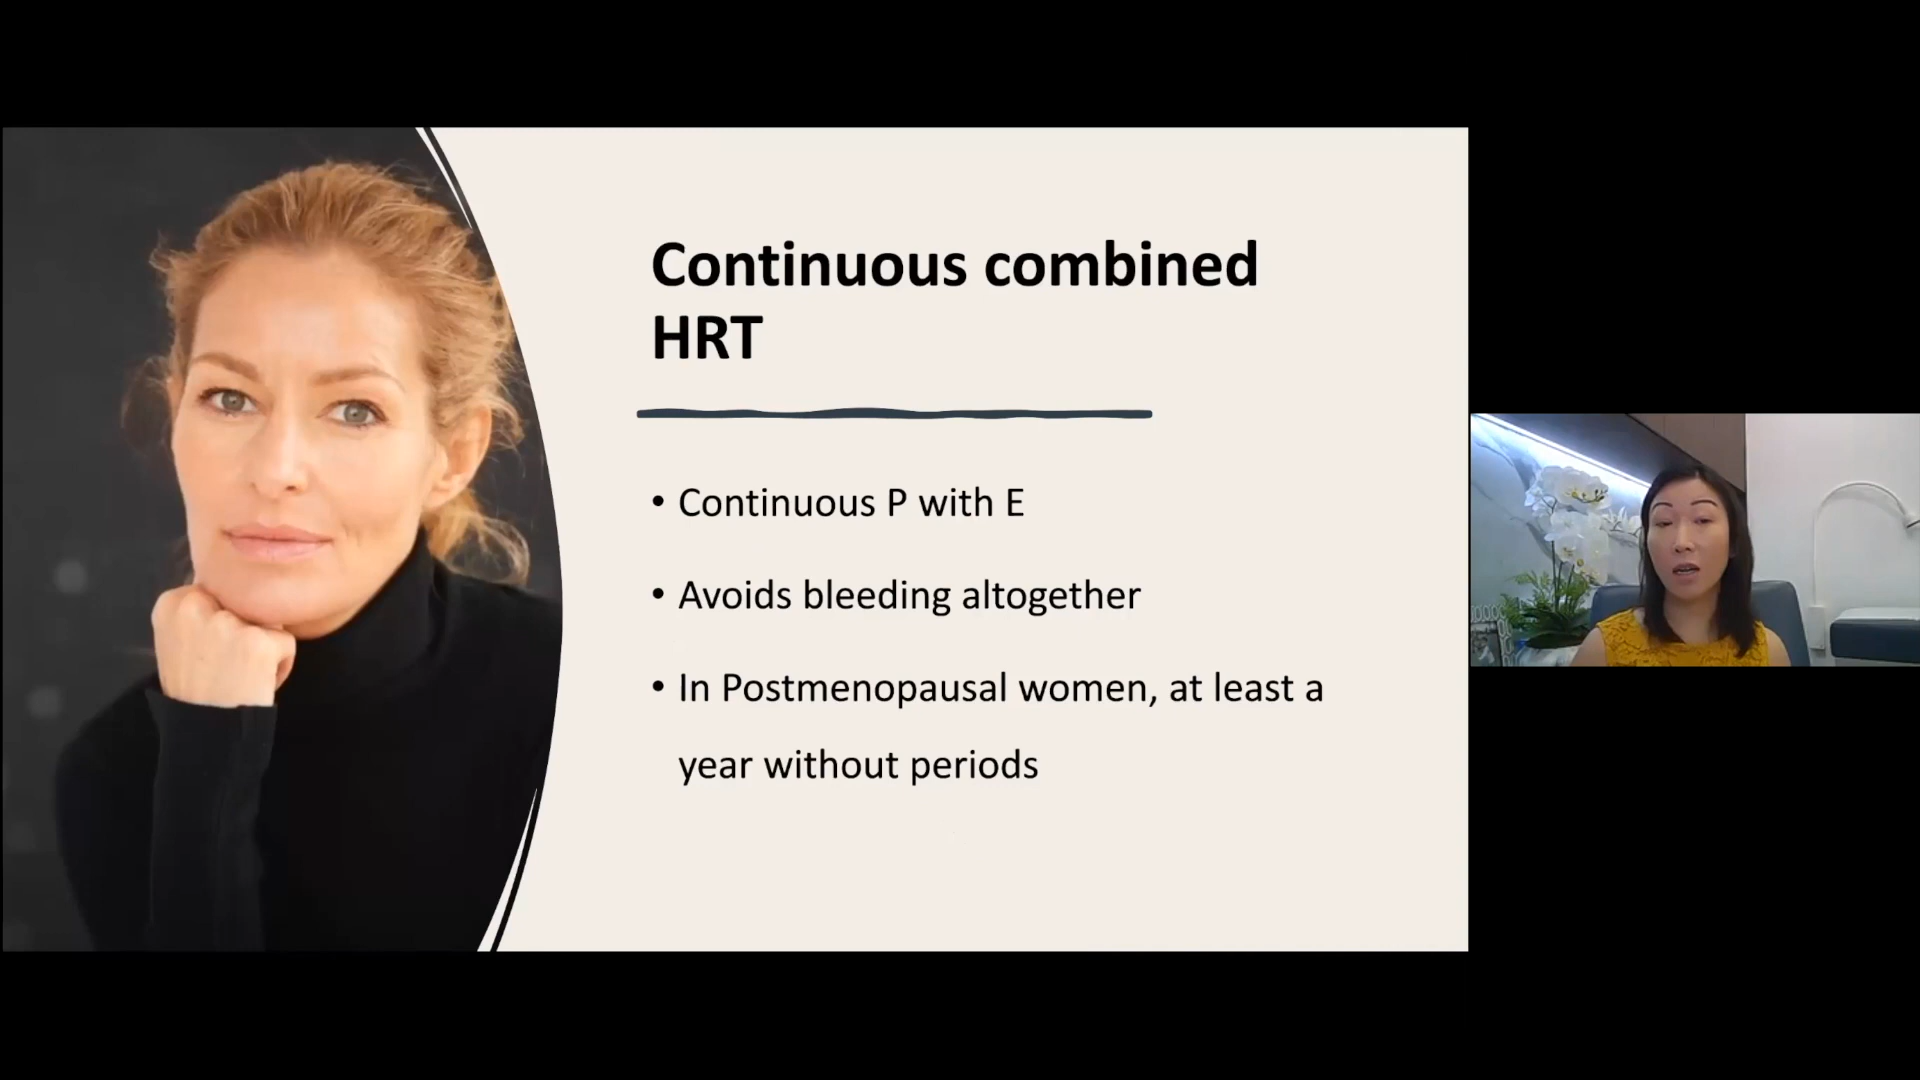 Continuous combined
HRT
• Continuous P with E
• Avoids bleeding altogether
• In Postmenopausal women, at least a
year without periods